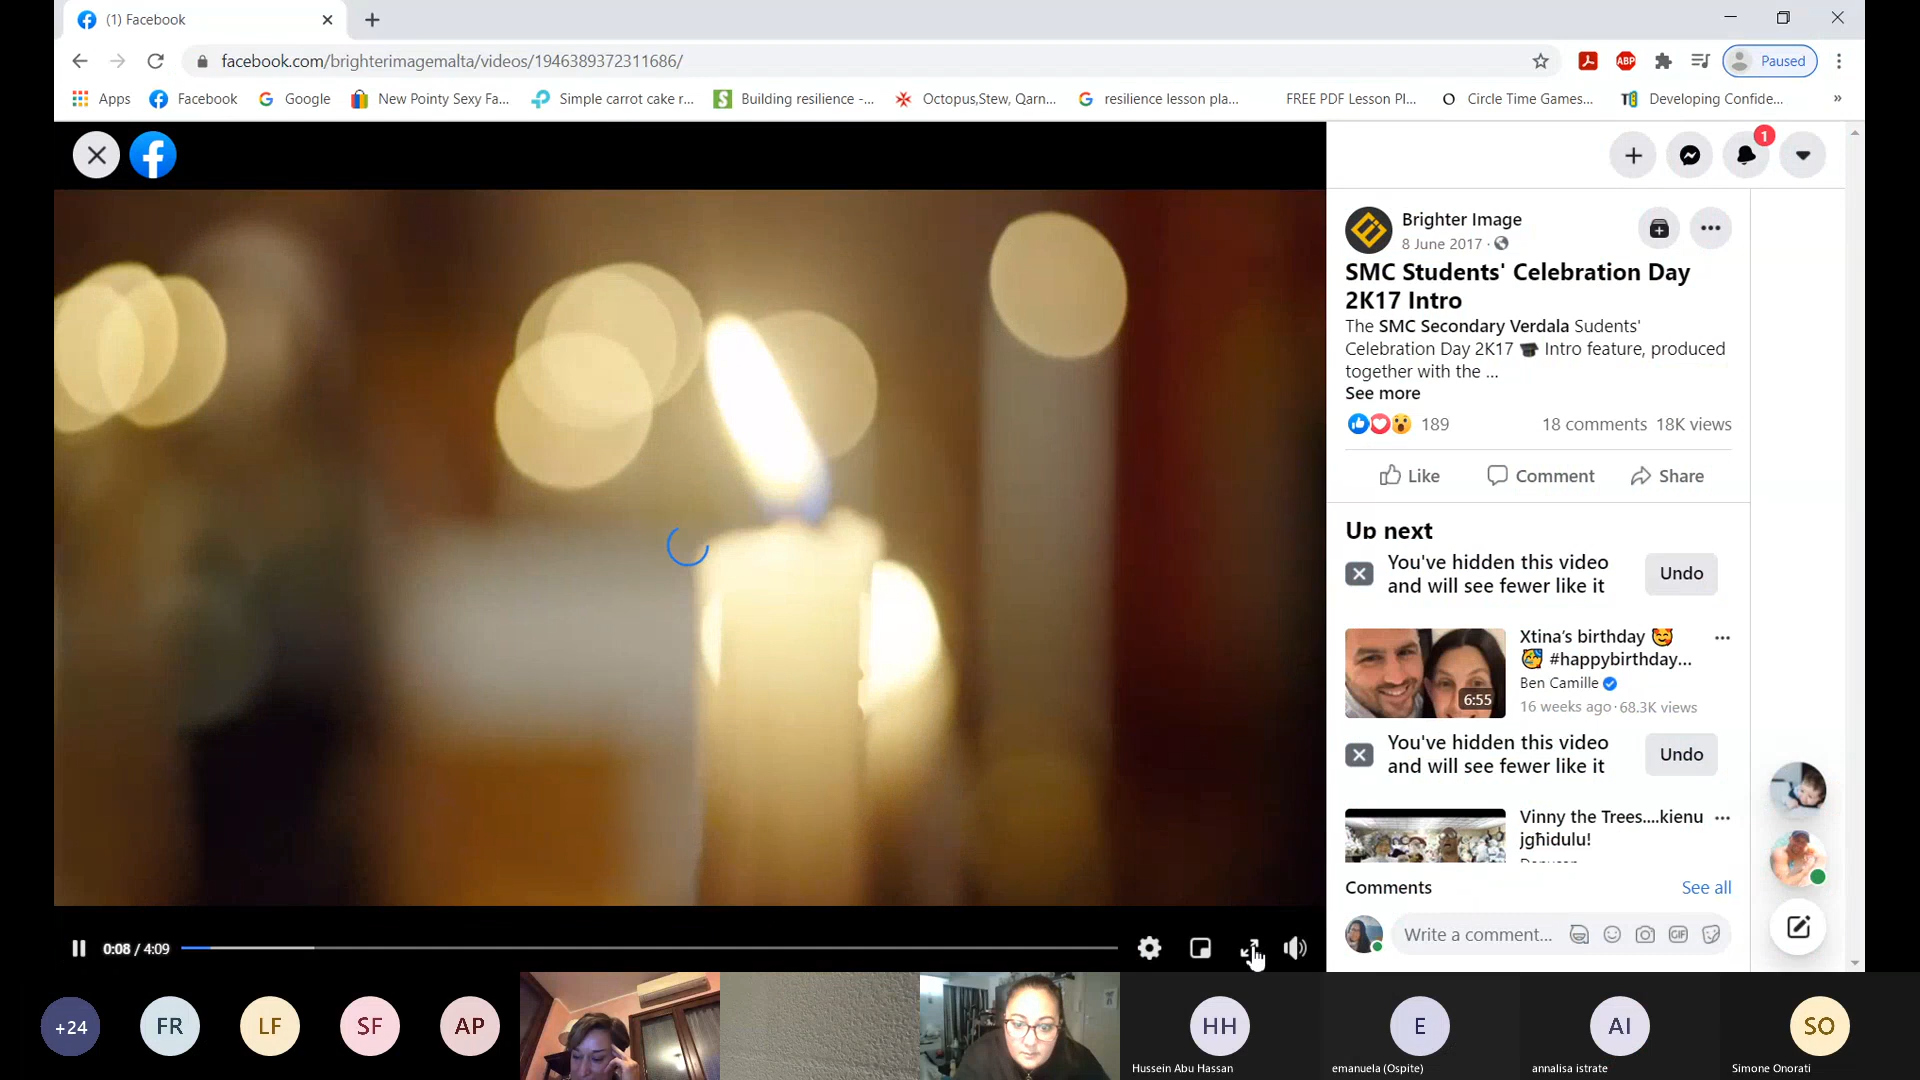 (1) Facebook
facebook.com/brighterimagemalta/videos/1946389372311686/
ABP
Paused
Apps
Facebook
Google
New Pointy Sexy Fa...
Simple carrot cake r...
Building resilience -...
Octopus,Stew, Qarn...
resilience lesson pla...
FREE PDF Lesson Pl...
Circle Time Games...
Developing Confide...
»
1
Brighter Image
8 June 2017 ·
SMC Students' Celebration Day
2K17 Intro
The SMC Secondary Verdala Sudents'
Celebration Day 2K17 🎓 Intro feature, produced
together with the ...
See more
189
18 comments 18K views
Like
Comment
Share
Up next
You've hidden this video
and will see fewer like it
Undo
Xtina's birthday 🥰
🥳 #happybirthday...
Ben Camille
16 weeks ago · 68.3K views
6:55
You've hidden this video
and will see fewer like it
Undo
Vinny the Trees....kienu
jgħidulu!
Comments
See all
Write a comment...
GIF
0:08 / 4:09
+24
FR
LF
SF
AP
HH
Hussein Abu Hassan
E
emanuela (Ospite)
AI
annalisa istrate
SO
Simone Onorati